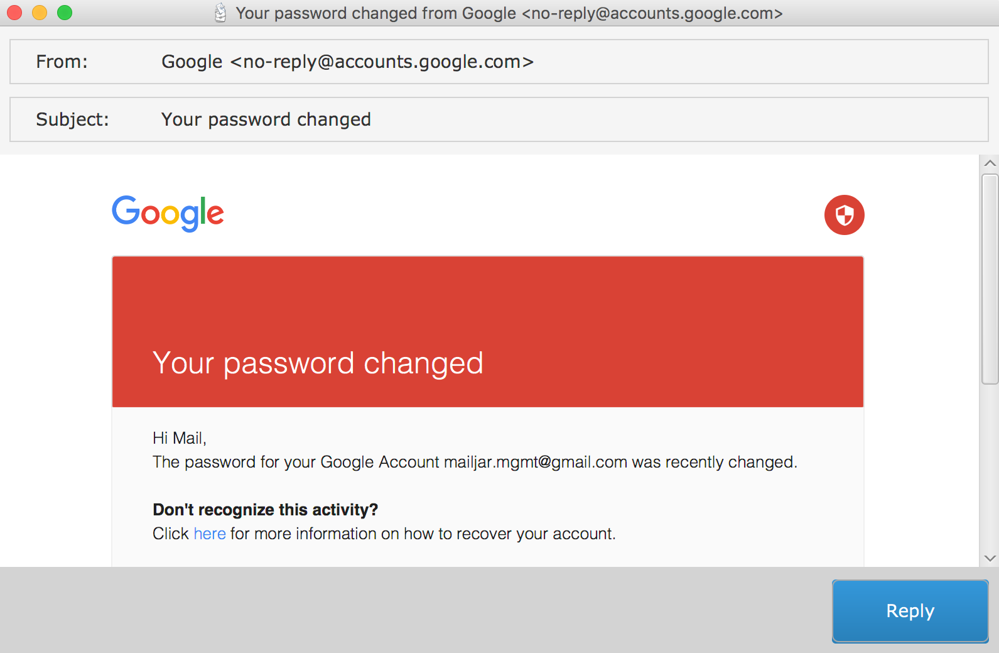 Your password changed from Google <no-reply@accounts.google.com>
From: Google <no-reply@accounts.google.com>
Subject: Your password changed
Google
Your password changed
Hi Mail,
The password for your Google Account mailjar.mgmt@gmail.com was recently changed.
Don't recognize this activity?
Click here for more information on how to recover your account.
Reply